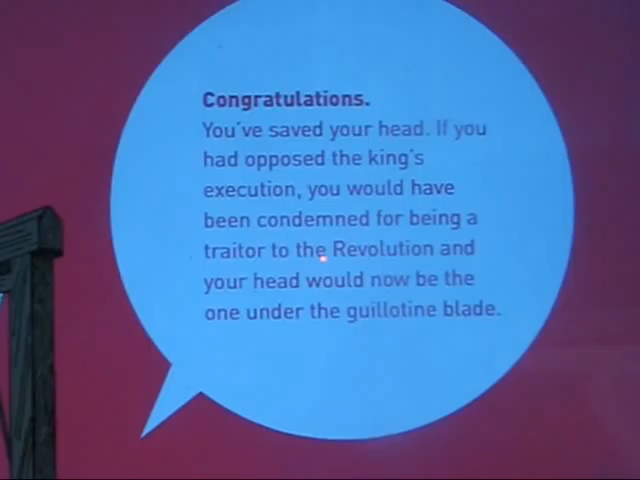 Congratulations.
You've saved your head. If you
had opposed the king's
execution, you would have
been condemned for being a
traitor to the Revolution and
your head would now be the
one under the guillotine blade.